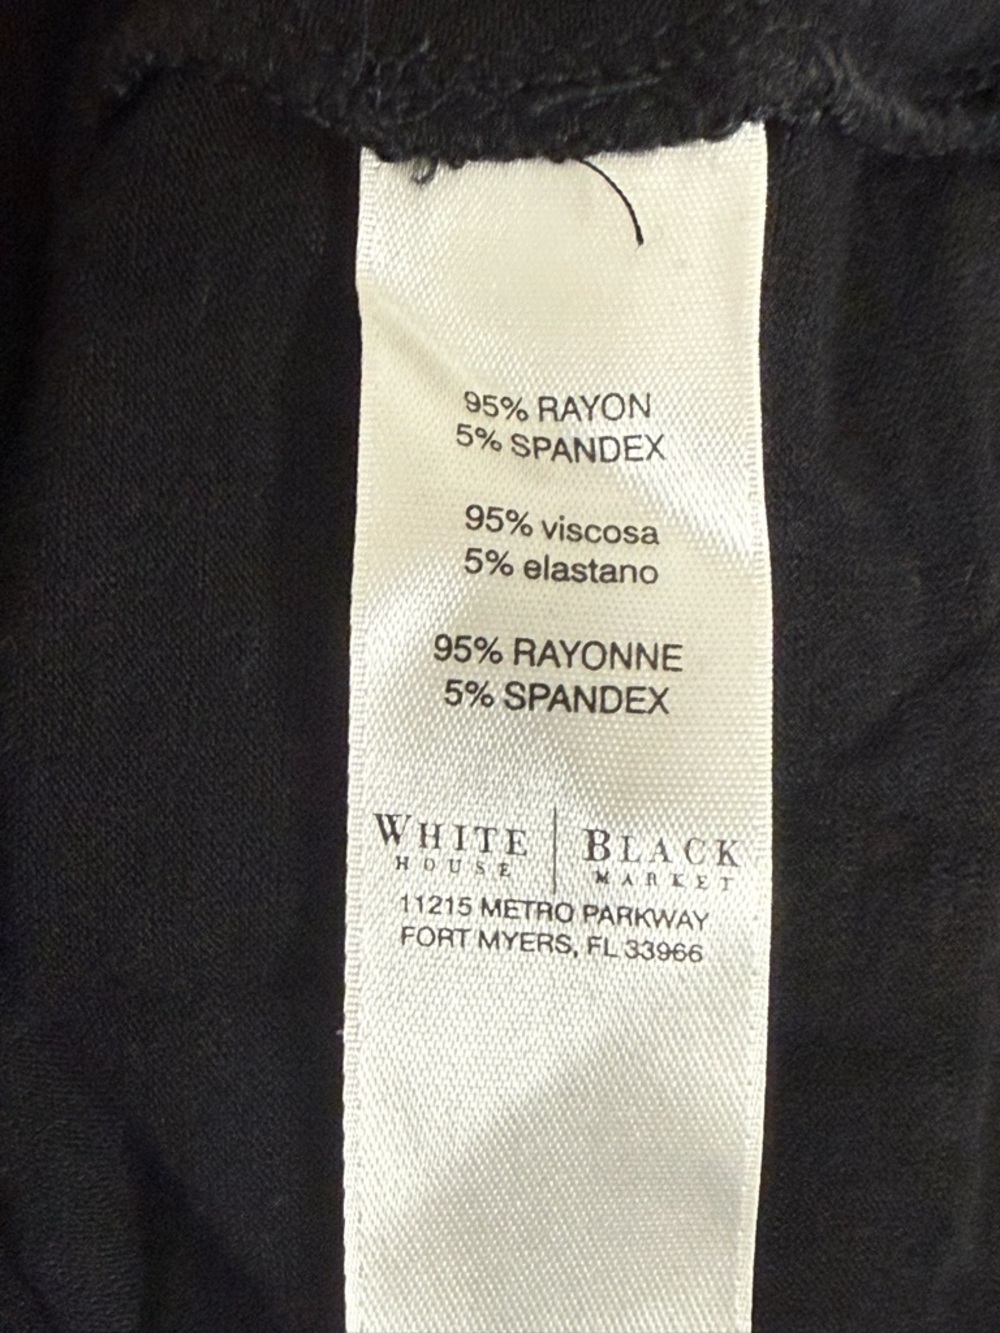 95% RAYON
5% SPANDEX
95% viscosa
5% elastano
95% RAYONNE
5% SPANDEX
WHITE | BLACK
HOUSE MARKET
11215 METRO PARKWAY
FORT MYERS, FL 33966